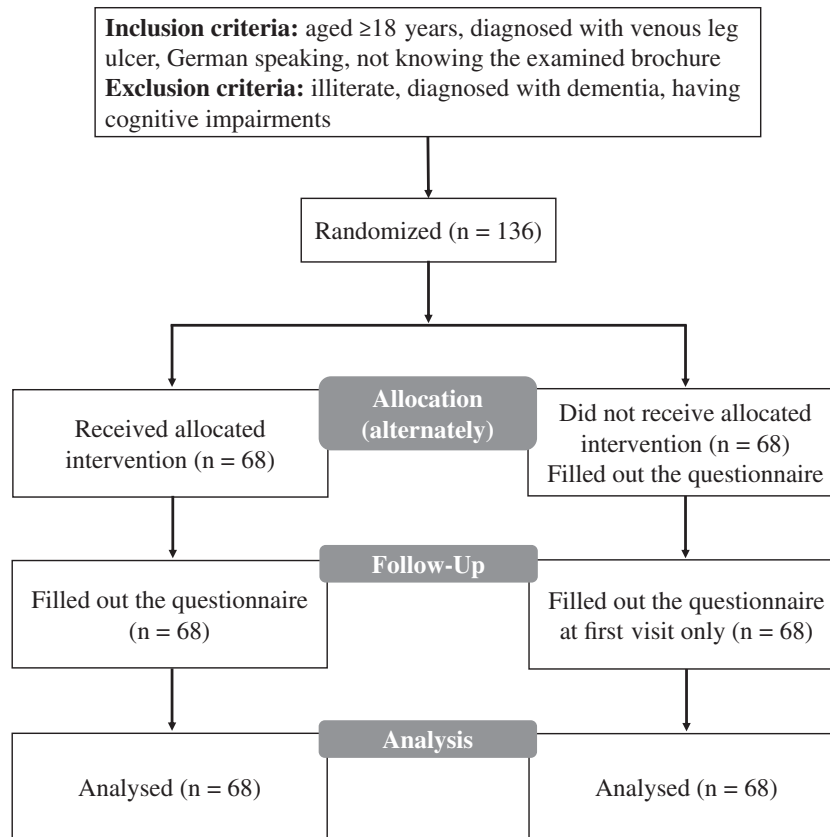 Inclusion criteria: aged ≥18 years, diagnosed with venous leg
ulcer, German speaking, not knowing the examined brochure
Exclusion criteria: illiterate, diagnosed with dementia, having
cognitive impairments
Randomized (n = 136)
Allocation
(alternately)
Received allocated
intervention (n = 68)
Did not receive allocated
intervention (n = 68)
Filled out the questionnaire
Follow-Up
Filled out the questionnaire
(n = 68)
Filled out the questionnaire
at first visit only (n = 68)
Analysis
Analysed (n = 68)
Analysed (n = 68)